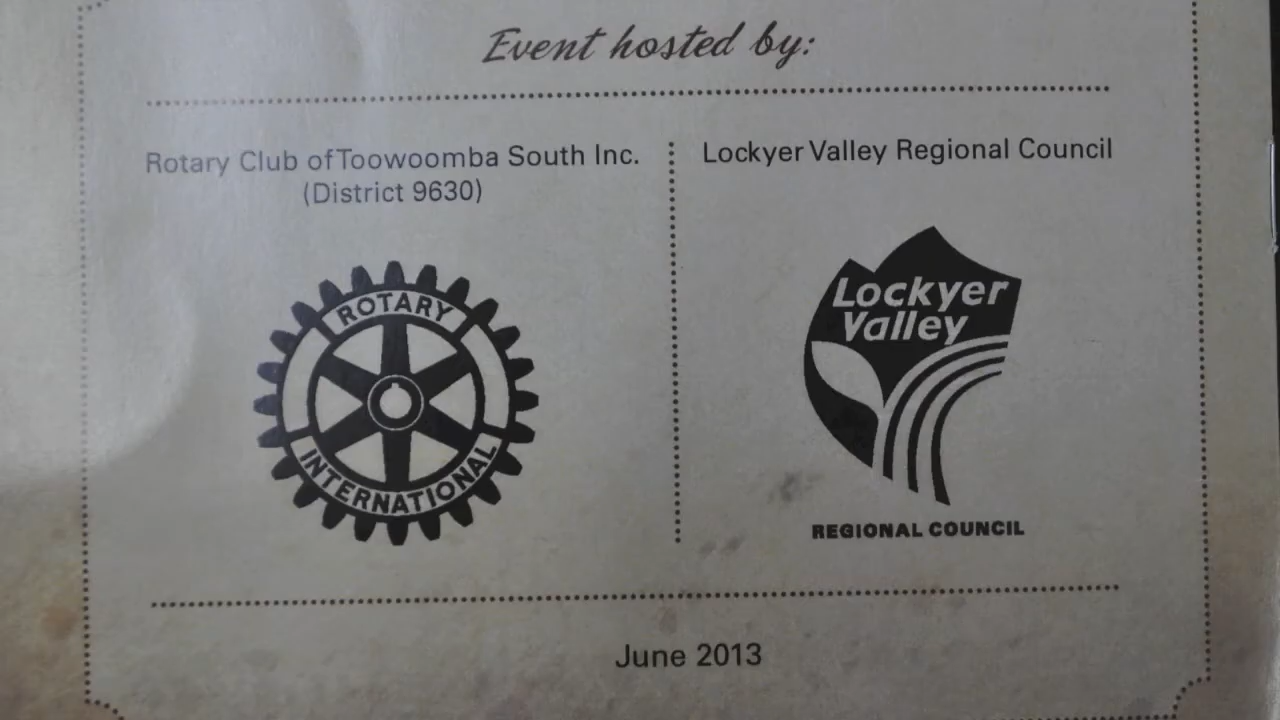 Event hosted by:
Rotary Club of Toowoomba South Inc.
(District 9630)
ROTARY
INTERNATIONAL
Lockyer Valley Regional Council
Lockyer
Valley
REGIONAL COUNCIL
June 2013